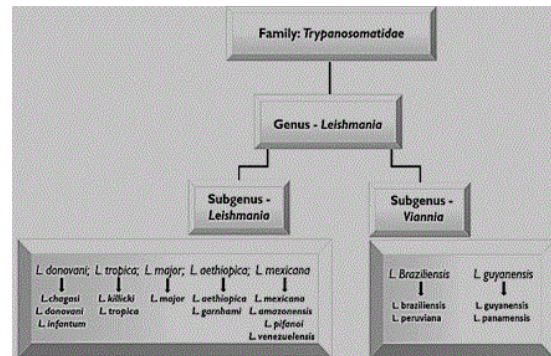 Family: Trypanosomatidae
Genus - Leishmania
Subgenus -
Leishmania
Subgenus -
Viannia
L. donovani; L. tropica; L. major; L. aethiopica; L. mexicana
L.chagasi L. killicki L. major L. aethiopica L. mexicana
L. donovani L. tropica L. garnhami L. amazonensis
L. infantum L. pifanoi
L. venezuelensis
L. Braziliensis L. guyanensis
L. braziliensis L. guyanensis
L. peruviana L. panamensis